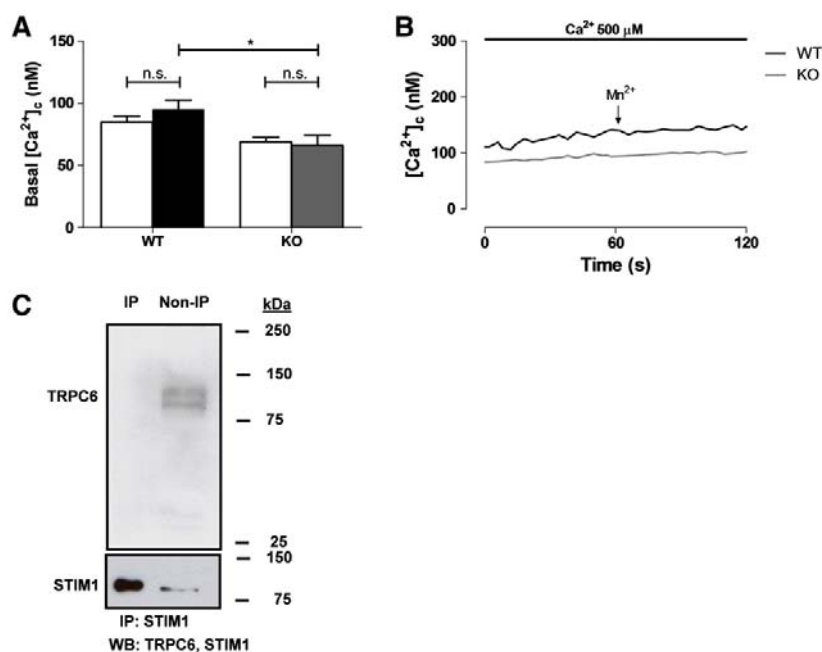 A
Basal [Ca²⁺]c (nM)
150
100
50
0
n.s.
*
n.s.
WT
KO
B
Ca²⁺ 500 µM
WT
KO
[Ca²⁺]c (nM)
300
200
100
0
Mn²⁺
0
60
120
Time (s)
C
IP Non-IP kDa
250
150
TRPC6
75
25
150
STIM1
75
IP: STIM1
WB: TRPC6, STIM1